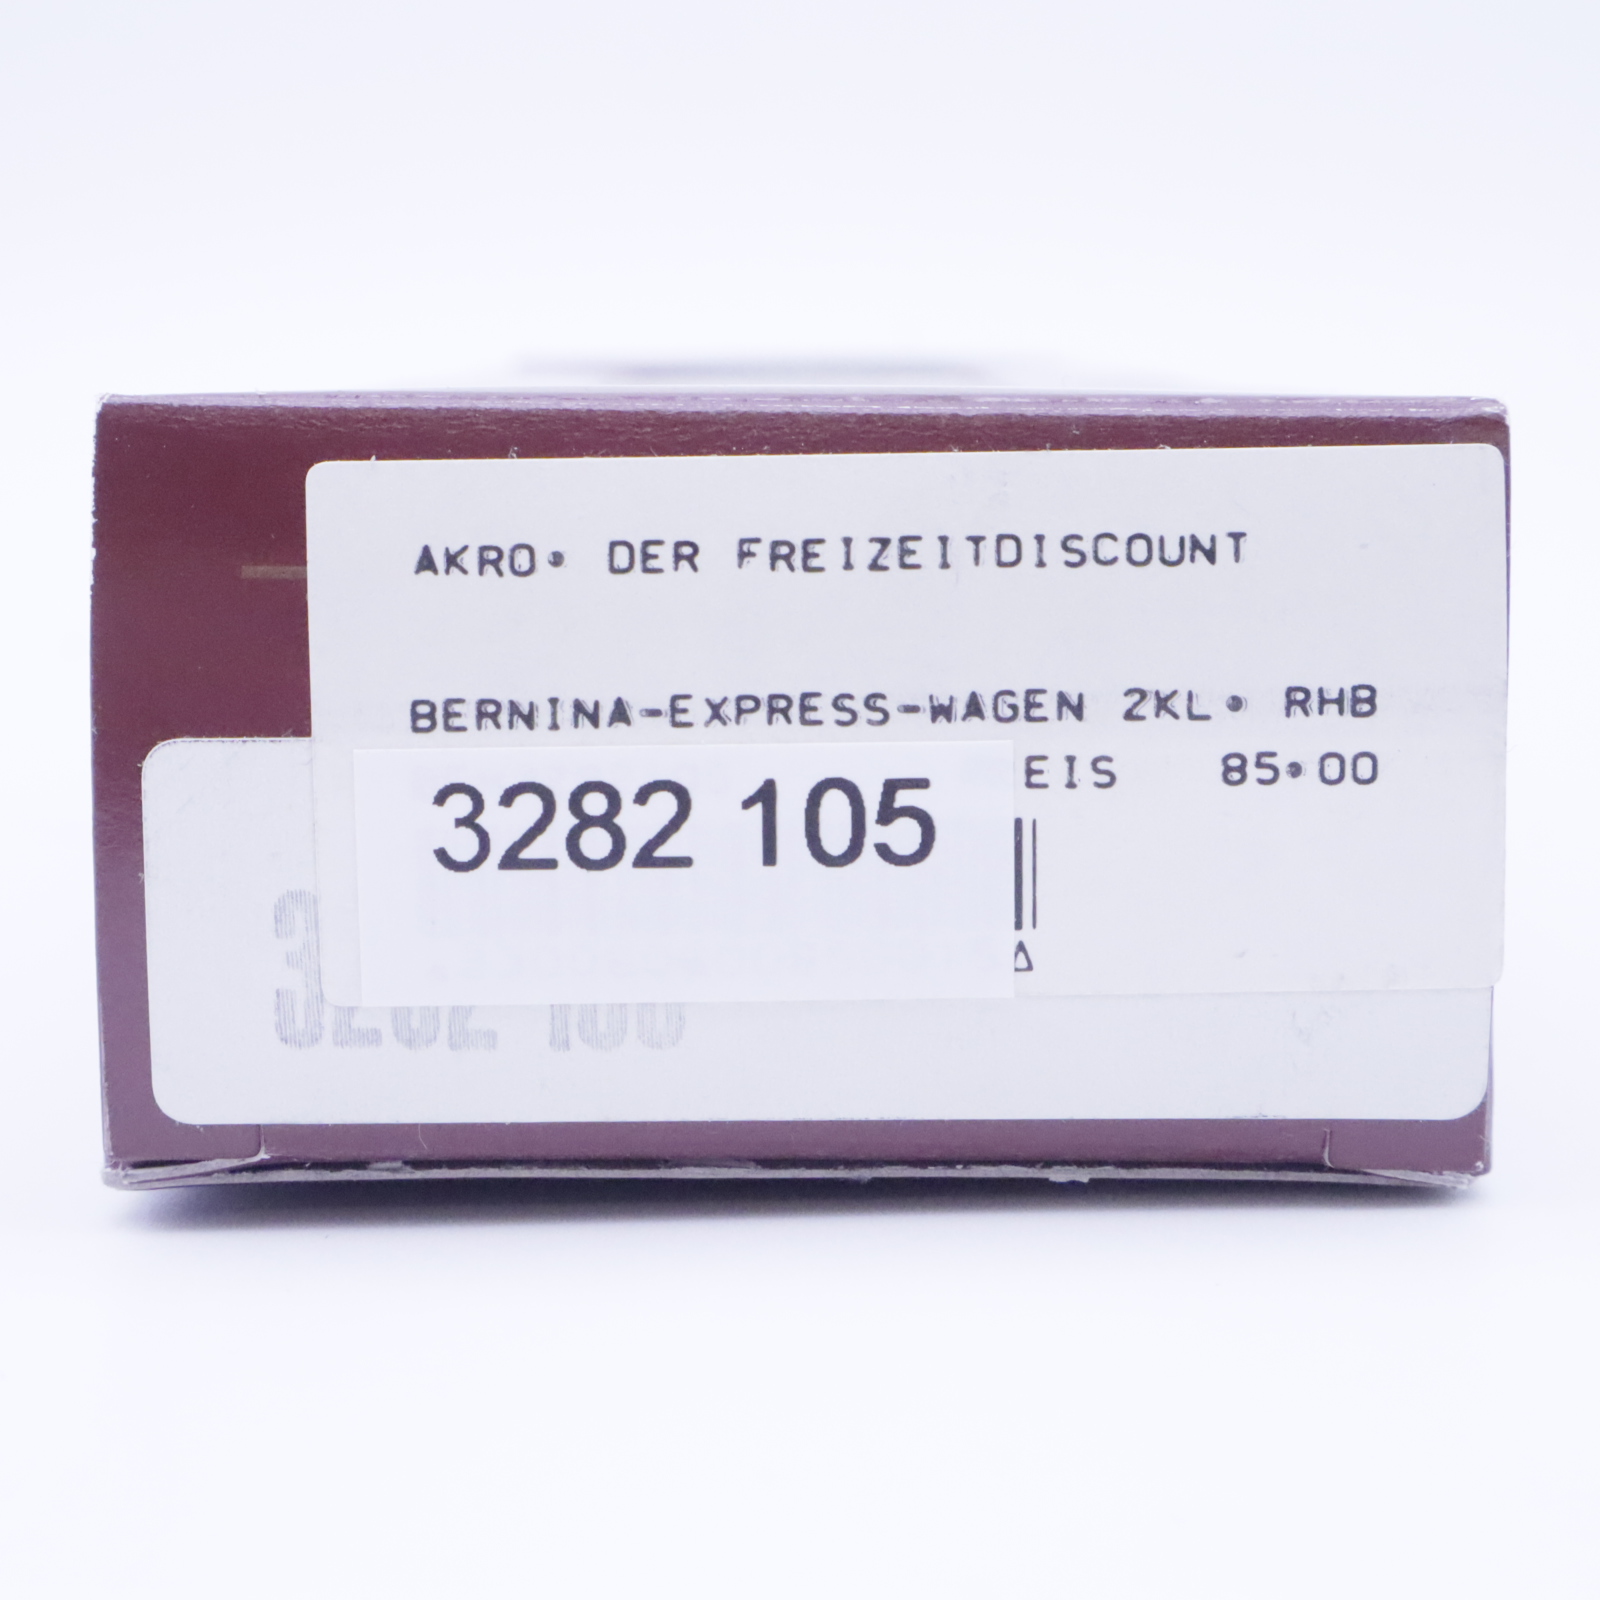 AKRO. DER FREIZEITDISCOUNT
BERNINA-EXPRESS-WAGEN 2KL. RHB
EIS 85.00
3282 105